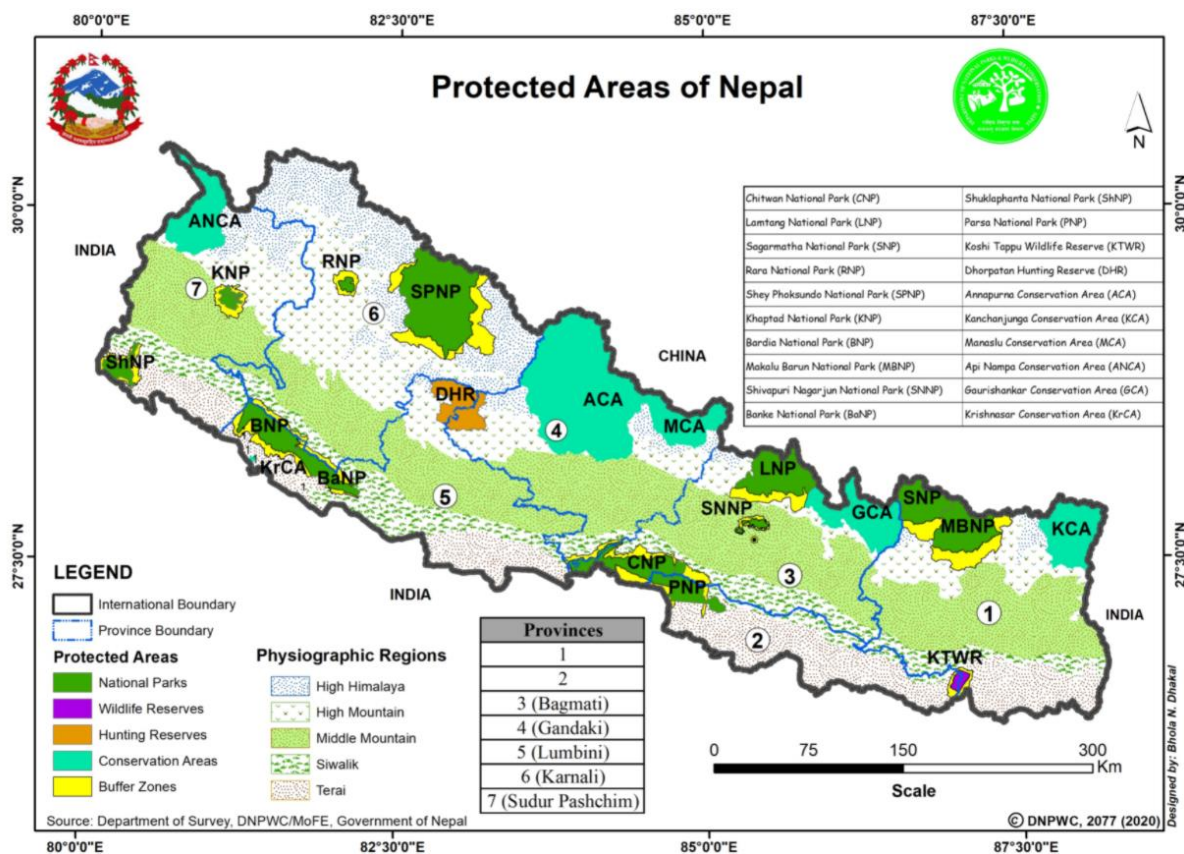 80°0'0"E 82°30'0"E 85°0'0"E 87°30'0"E
Protected Areas of Nepal
N
30°0'0"N
30°0'0"N
Chitwan National Park (CNP) Shuklaphanta National Park (ShNP)
Lamtang National Park (LNP) Parsa National Park (PNP)
Sagarmatha National Park (SNP) Koshi Tappu Wildlife Reserve (KTWR)
Rara National Park (RNP) Dhorpatan Hunting Reserve (DHR)
Shey Phoksundo National Park (SPNP) Annapurna Conservation Area (ACA)
Khaptad National Park (KNP) Kanchanjunga Conservation Area (KCA)
Bardia National Park (BNP) Manaslu Conservation Area (MCA)
Makalu Barun National Park (MBNP) Api Nampa Conservation Area (ANCA)
Shivapuri Nagarjun National Park (SNNP) Gaurishankar Conservation Area (GCA)
Banke National Park (BaNP) Krishnasar Conservation Area (KrCA)
ANCA
INDIA
KNP
RNP
7
SPNP
6
CHINA
ShNP
DHR
ACA
4
MCA
BNP
KrCA
BaNP
LNP
5
SNNP
GCA
SNP
MBNP
KCA
27°30'0"N
27°30'0"N
CNP
PNP
3
INDIA
1
INDIA
2
KTWR
LEGEND
International Boundary
Province Boundary
Protected Areas
National Parks
Wildlife Reserves
Hunting Reserves
Conservation Areas
Buffer Zones
Physiographic Regions
High Himalaya
High Mountain
Middle Mountain
Siwalik
Terai
Provinces
1
2
3 (Bagmati)
4 (Gandaki)
5 (Lumbini)
6 (Karnali)
7 (Sudur Pashchim)
0 75 150 300
Km
Scale
Designed by: Bhola N. Dhakal
Source: Department of Survey, DNPWC/MoFE, Government of Nepal
© DNPWC, 2077 (2020)
80°0'0"E 82°30'0"E 85°0'0"E 87°30'0"E